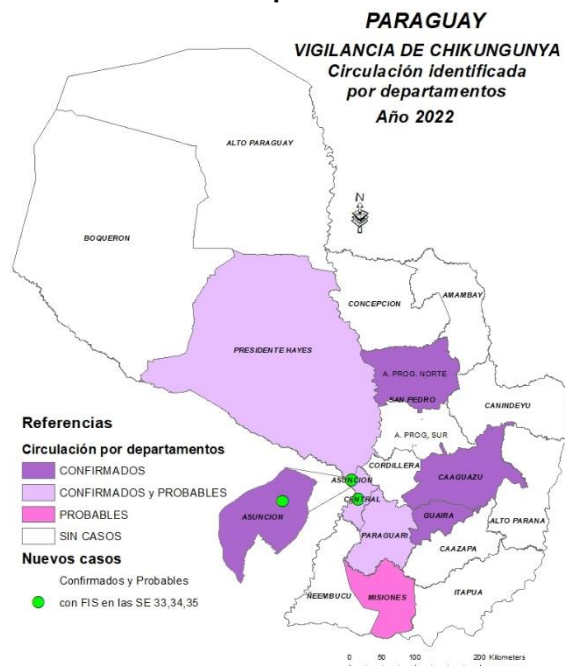 PARAGUAY
VIGILANCIA DE CHIKUNGUNYA
Circulación identificada
por departamentos
Año 2022
ALTO PARAGUAY
N
BOQUERON
CONCEPCION
AMAMBAY
PRESIDENTE HAYES
A. PROG. NORTE
SAN PEDRO
CANINDEYU
A. PROG, SUR
CORDILLERA
ASUNCION
CAAGUAZU
CENTRAL
ASUNCION
GUAIRA
ALTO PARANA
PARAGUARI
CAAZAPA
ÑEEMBUCU
MISIONES
ITAPUA
Referencias
Circulación por departamentos
CONFIRMADOS
CONFIRMADOS y PROBABLES
PROBABLES
SIN CASOS
Nuevos casos
Confirmados y Probables
con FIS en las SE 33,34,35
0 50 100 200 Kilometers